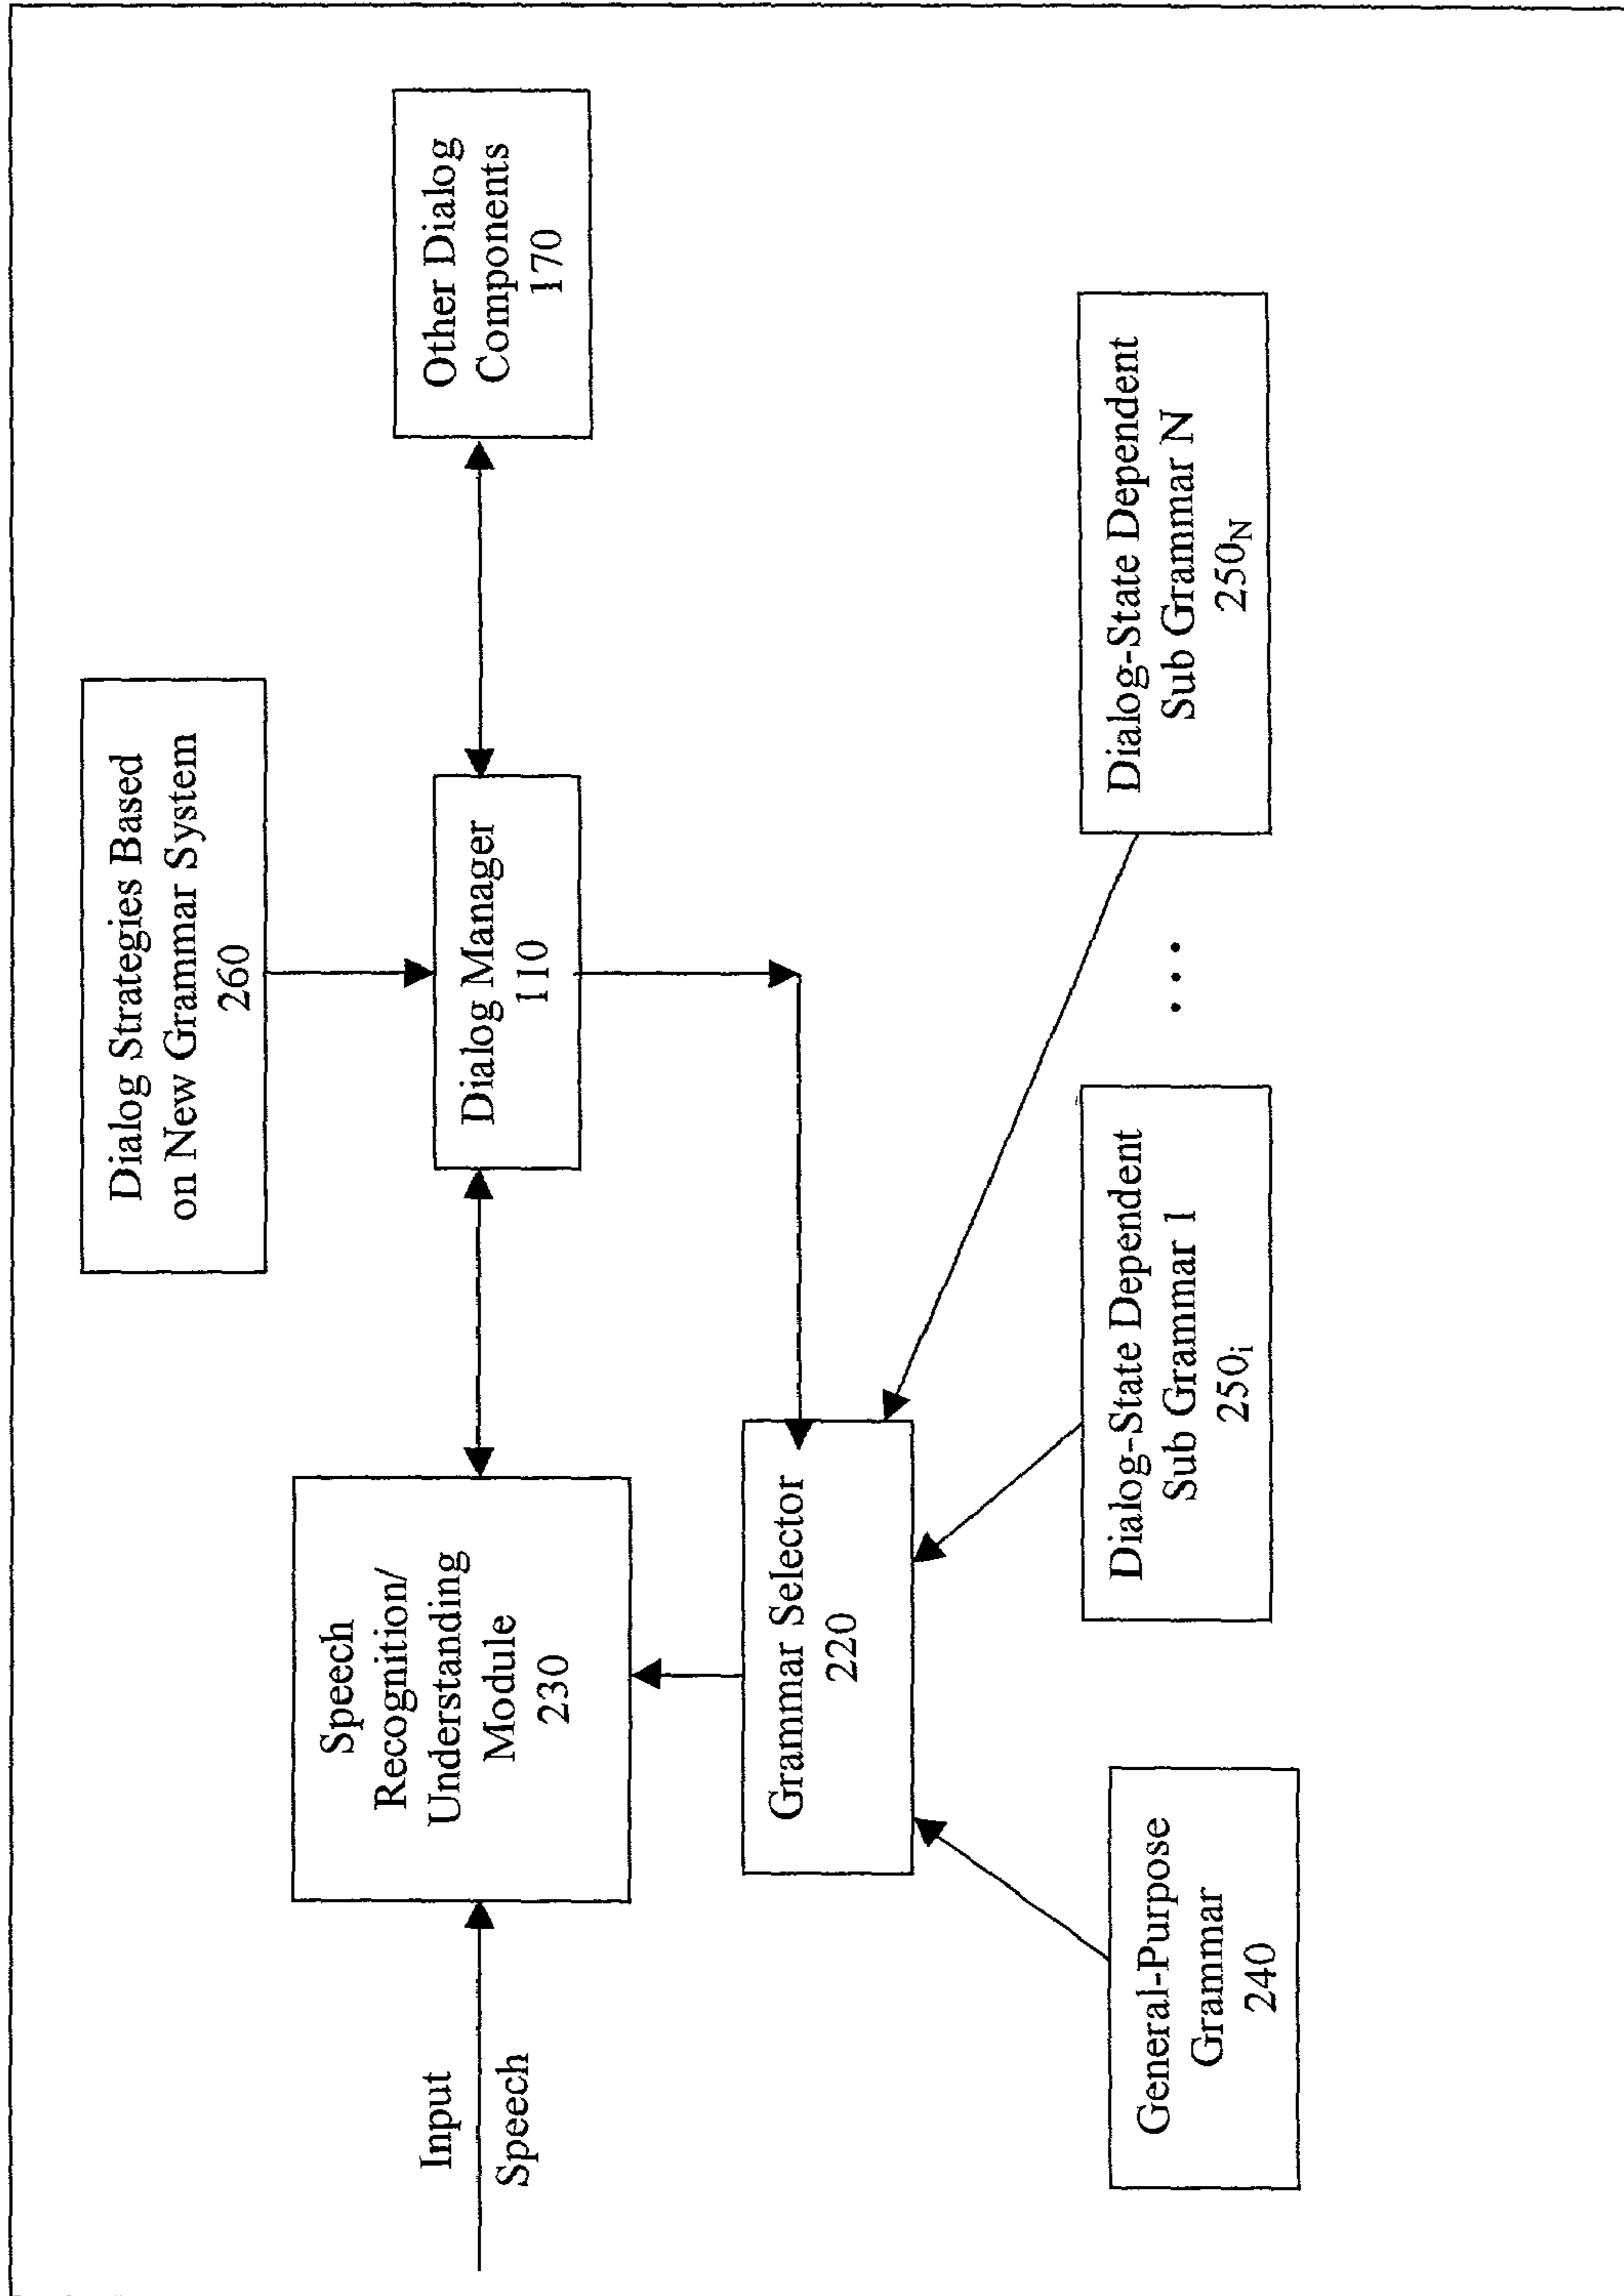 Dialog Strategies Based
on New Grammar System
260
Input
Speech
Speech
Recognition/
Understanding
Module
230
Dialog Manager
110
Other Dialog
Components
170
Grammar Selector
220
General-Purpose
Grammar
240
Dialog-State Dependent
Sub Grammar 1
250i
...
Dialog-State Dependent
Sub Grammar N
250N